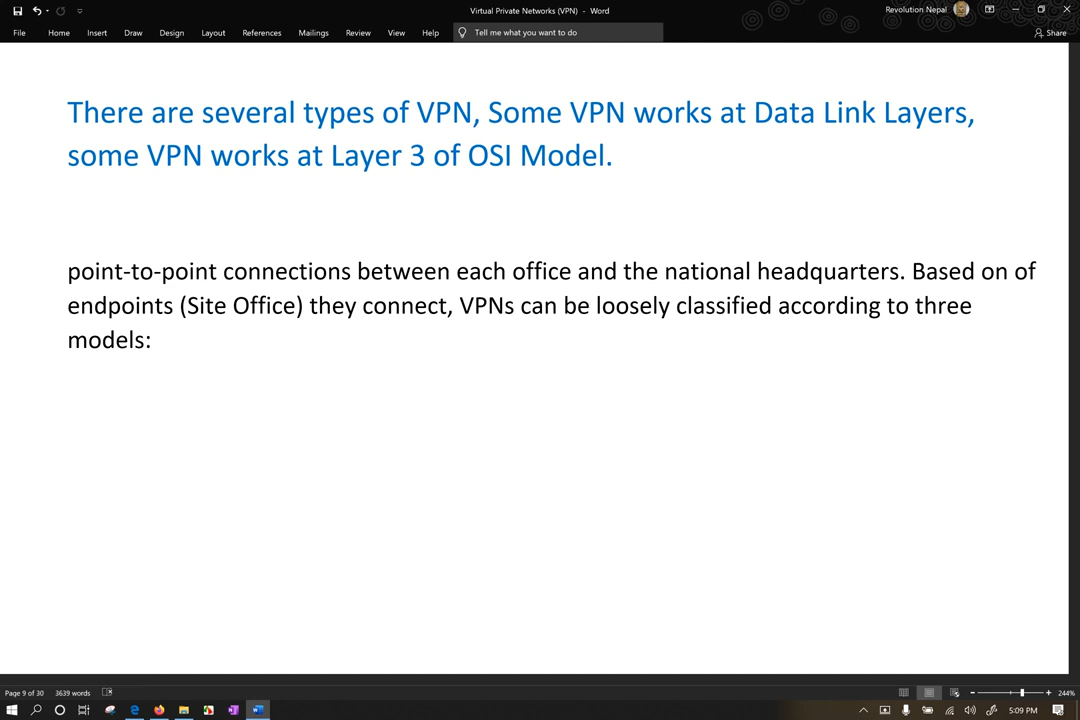 Virtual Private Networks (VPN) - Word
Revolution Nepal
File Home Insert Draw Design Layout References Mailings Review View Help Tell me what you want to do Share
There are several types of VPN, Some VPN works at Data Link Layers,
some VPN works at Layer 3 of OSI Model.
point-to-point connections between each office and the national headquarters. Based on of
endpoints (Site Office) they connect, VPNs can be loosely classified according to three
models:
Page 9 of 30 3639 words 244%
5:09 PM